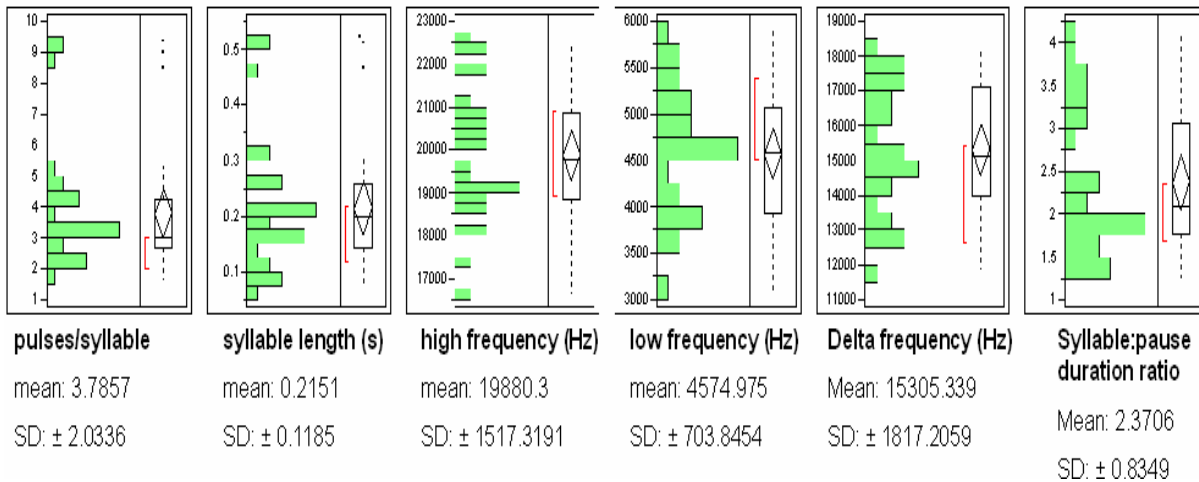 10
9
8
7
6
5
4
3
2
1
0.5
0.4
0.3
0.2
0.1
23000
22000
21000
20000
19000
18000
17000
6000
5500
5000
4500
4000
3500
3000
19000
18000
17000
16000
15000
14000
13000
12000
11000
4
3.5
3
2.5
2
1.5
1
pulses/syllable
mean: 3.7857
SD: ± 2.0336
syllable length (s)
mean: 0.2151
SD: ± 0.1185
high frequency (Hz)
mean: 19880.3
SD: ± 1517.3191
low frequency (Hz)
mean: 4574.975
SD: ± 703.8454
Delta frequency (Hz)
Mean: 15305.339
SD: ± 1817.2059
Syllable:pause
duration ratio
Mean: 2.3706
SD: ± 0.8349